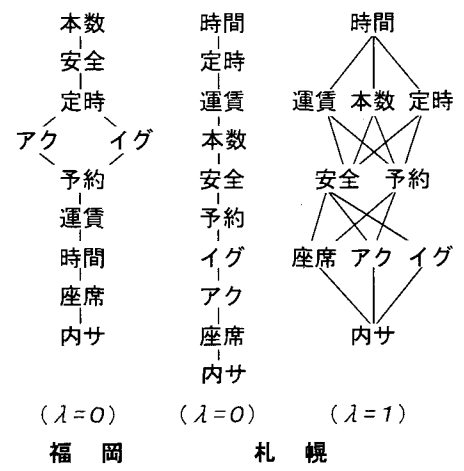 本数
安全
定時
アク イグ
予約
運賃
時間
座席
内サ
(λ=0)
時間
定時
運賃
本数
安全
予約
イグ
アク
座席
内サ
(λ=0)
時間
運賃 本数 定時
安全 予約
座席 アク イグ
内サ
(λ=1)
福岡
札幌